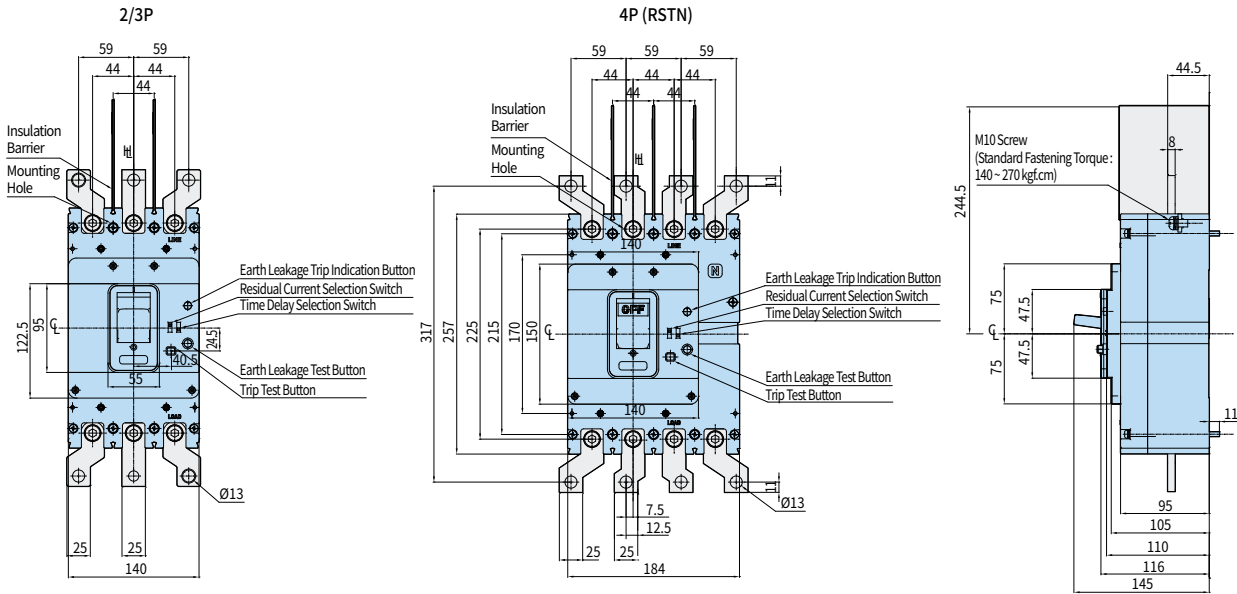 2/3P
59 59
44 44
44
Insulation
Barrier
Mounting
Hole
LINE
Earth Leakage Trip Indication Button
Residual Current Selection Switch
Time Delay Selection Switch
122.5
95
24.5
40.5
55
Earth Leakage Test Button
Trip Test Button
LOAD
Ø13
25 25
140
4P (RSTN)
59 59 59
44 44 44
44 44
Insulation
Barrier
Mounting
Hole
11
LINE
140
N
OFF
Earth Leakage Trip Indication Button
Residual Current Selection Switch
Time Delay Selection Switch
317
257
225
215
170
150
Earth Leakage Test Button
Trip Test Button
140
LOAD
11
Ø13
7.5
12.5
25 25
184
44.5
M10 Screw
(Standard Fastening Torque :
140 ~ 270 kgf.cm)
8
244.5
75
47.5
47.5
75
11
95
105
110
116
145